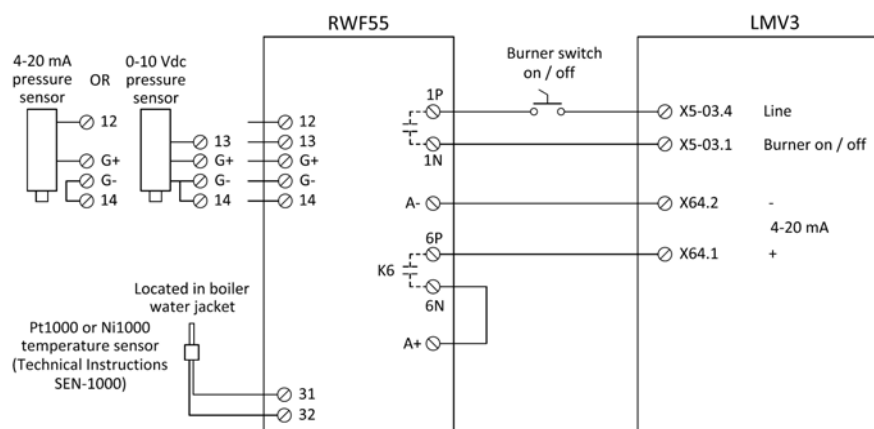 RWF55
LMV3
4-20 mA
pressure
sensor
OR
0-10 Vdc
pressure
sensor
12
G+
G-
14
13
G+
G-
14
12
13
G+
G-
14
Burner switch
on / off
1P
1N
X5-03.4 Line
X5-03.1 Burner on / off
A-
X64.2 -
4-20 mA
6P
X64.1 +
K6
6N
A+
Located in boiler
water jacket
Pt1000 or Ni1000
temperature sensor
(Technical Instructions
SEN-1000)
31
32